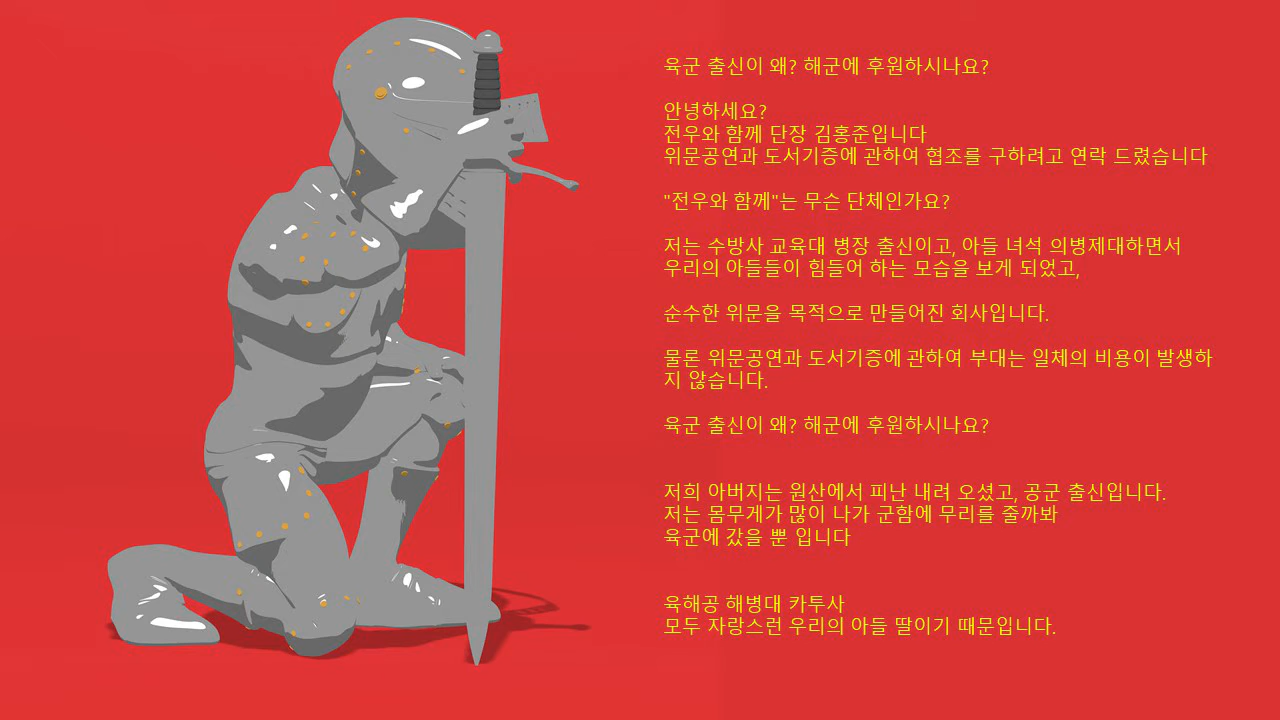 육군 출신이 왜? 해군에 후원하시나요?
안녕하세요?
전우와 함께 단장 김홍준입니다
위문공연과 도서기증에 관하여 협조를 구하려고 연락 드렸습니다
"전우와 함께"는 무슨 단체인가요?
저는 수방사 교육대 병장 출신이고, 아들 녀석 의병제대하면서
우리의 아들들이 힘들어 하는 모습을 보게 되었고,
순수한 위문을 목적으로 만들어진 회사입니다.
물론 위문공연과 도서기증에 관하여 부대는 일체의 비용이 발생하
지 않습니다.
육군 출신이 왜? 해군에 후원하시나요?
저희 아버지는 원산에서 피난 내려 오셨고, 공군 출신입니다.
저는 몸무게가 많이 나가 군함에 무리를 줄까봐
육군에 갔을 뿐 입니다
육해공 해병대 카투사
모두 자랑스런 우리의 아들 딸이기 때문입니다.